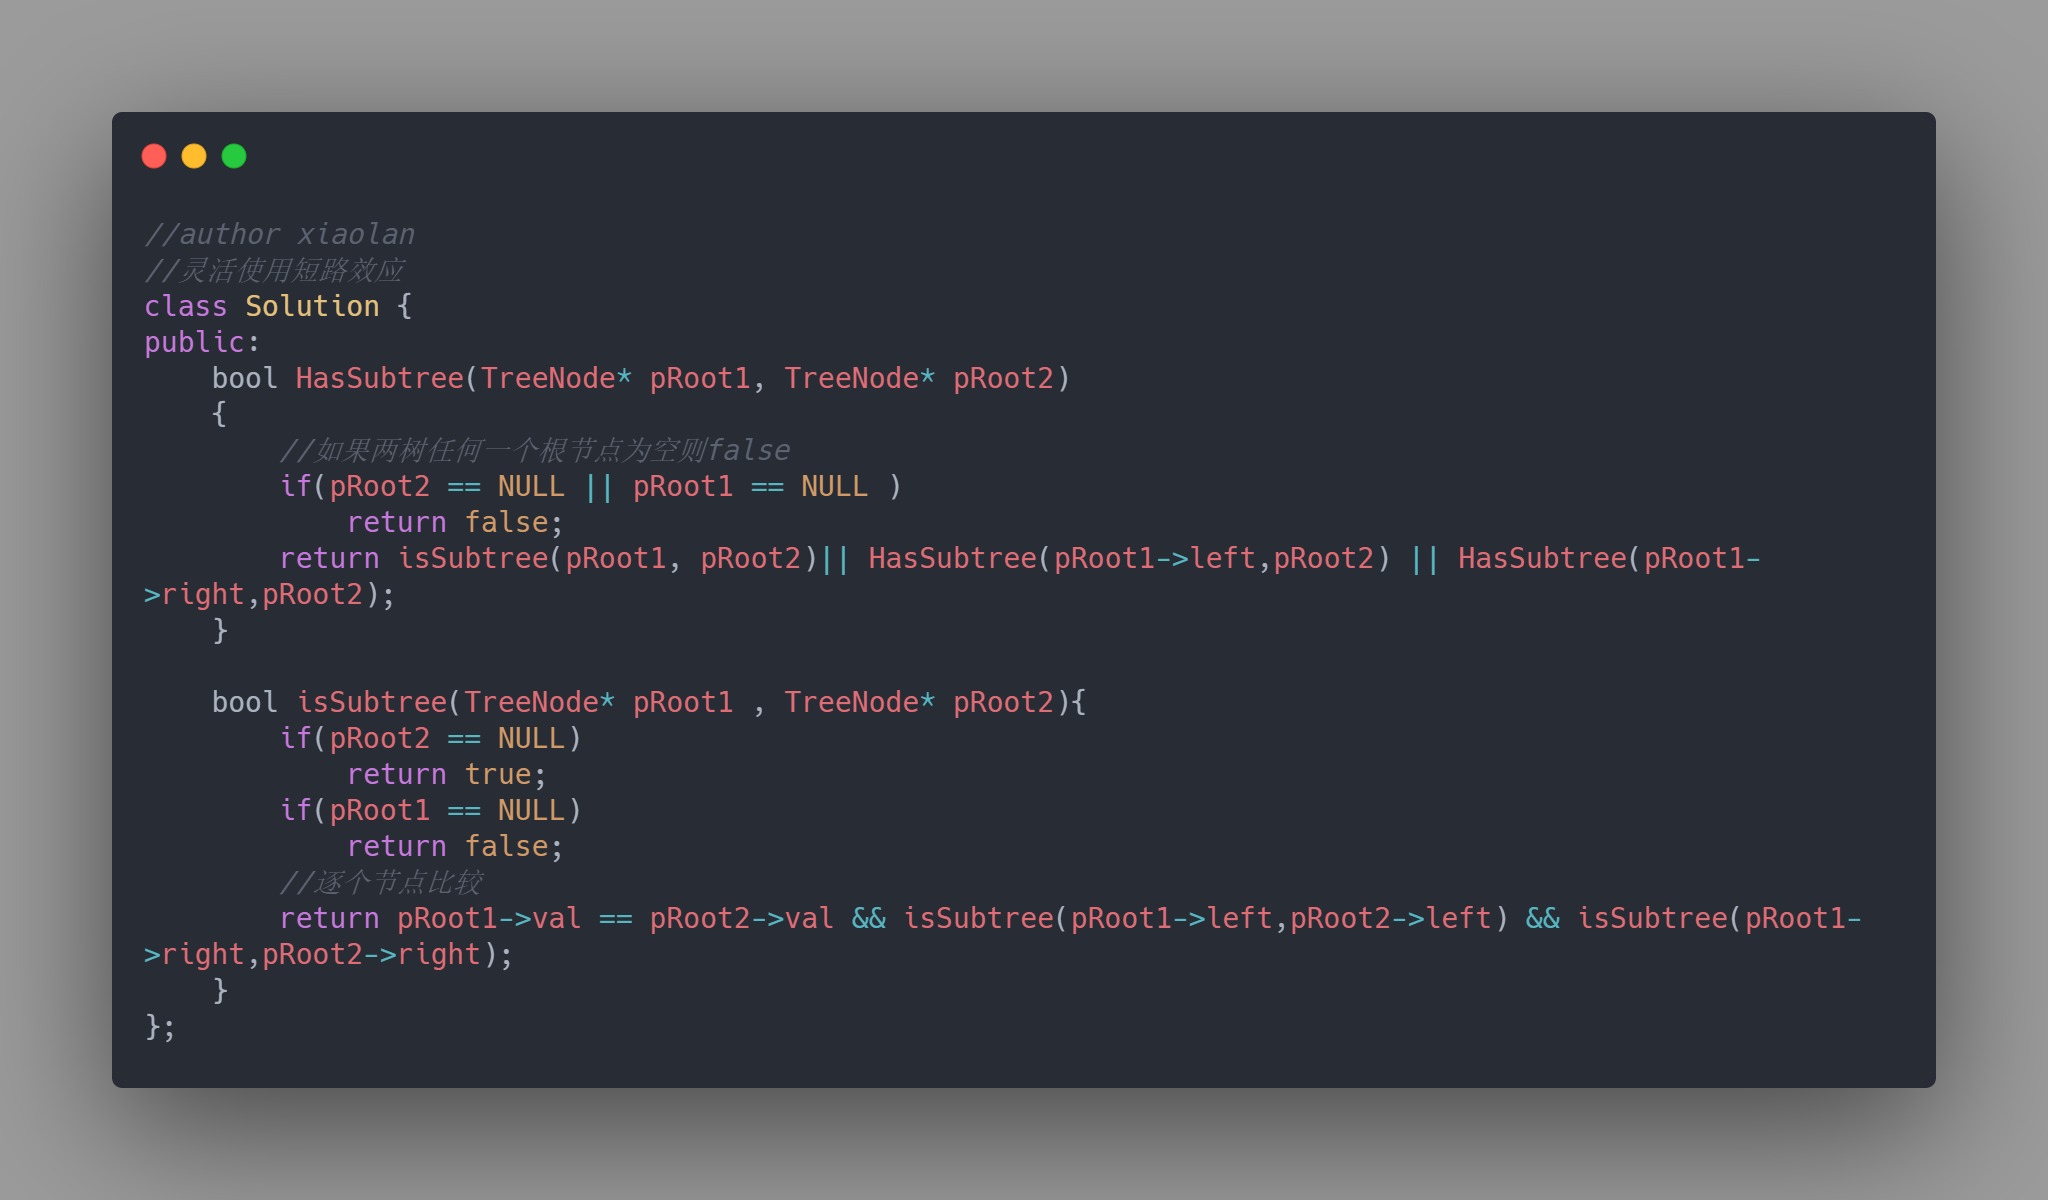 //author xiaolan
//灵活使用短路效应
class Solution {
public:
    bool HasSubtree(TreeNode* pRoot1, TreeNode* pRoot2)
    {
        //如果两树任何一个根节点为空则false
        if(pRoot2 == NULL || pRoot1 == NULL )
            return false;
        return isSubtree(pRoot1, pRoot2)|| HasSubtree(pRoot1->left,pRoot2) || HasSubtree(pRoot1-
>right,pRoot2);
    }

    bool isSubtree(TreeNode* pRoot1 , TreeNode* pRoot2){
        if(pRoot2 == NULL)
            return true;
        if(pRoot1 == NULL)
            return false;
        //逐个节点比较
        return pRoot1->val == pRoot2->val && isSubtree(pRoot1->left,pRoot2->left) && isSubtree(pRoot1-
>right,pRoot2->right);
    }
};